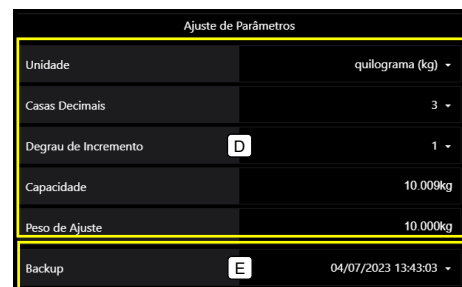 Ajuste de Parâmetros
Unidade quilograma (kg)
Casas Decimais 3
Degrau de Incremento D 1
Capacidade 10.009kg
Peso de Ajuste 10.000kg
Backup E 04/07/2023 13:43:03